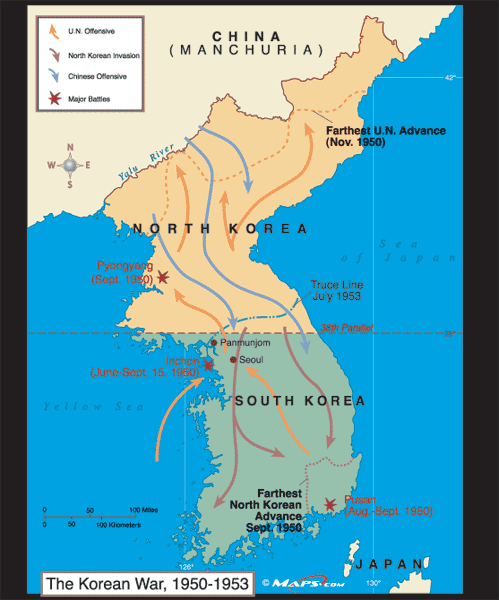 U.N. Offensive
North Korean Invasion
Chinese Offensive
Major Battles
CHINA
(MANCHURIA)
42°
Farthest U.N. Advance
(Nov. 1950)
N
W
E
S
Yalu River
NORTH KOREA
Sea
of Japan
Pyongyang
(Sept. 1950)
Truce Line
July 1953
38th Parallel
38°
Panmunjom
Seoul
Inchon
(June-Sept. 15, 1950)
SOUTH KOREA
Yellow Sea
Farthest
North Korean
Advance
Sept. 1950
Pusan
(Aug.-Sept. 1950)
0 50 100 Miles
0 50 100 Kilometers
JAPAN
126°
130°
The Korean War, 1950-1953
© MAPS.com